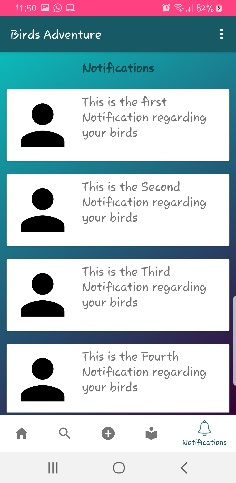 11:50 82%
Birds Adventure
Notifications
This is the first
Notification regarding
your birds
This is the Second
Notification regarding
your birds
This is the Third
Notification regarding
your birds
This is the Fourth
Notification regarding
your birds
Notifications